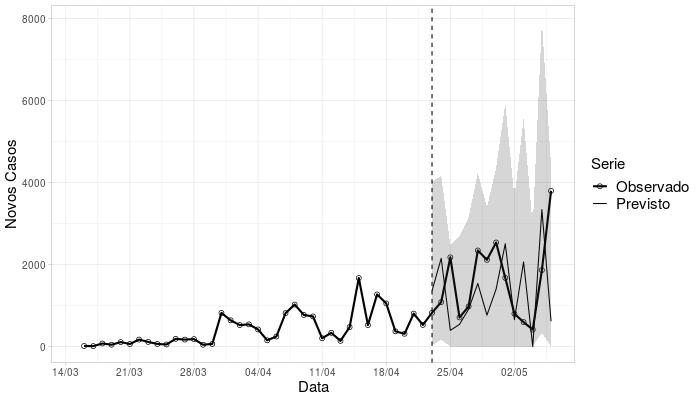 8000
6000
4000
2000
0
Novos Casos
14/03 21/03 28/03 04/04 11/04 18/04 25/04 02/05
Data
Serie
Observado
Previsto